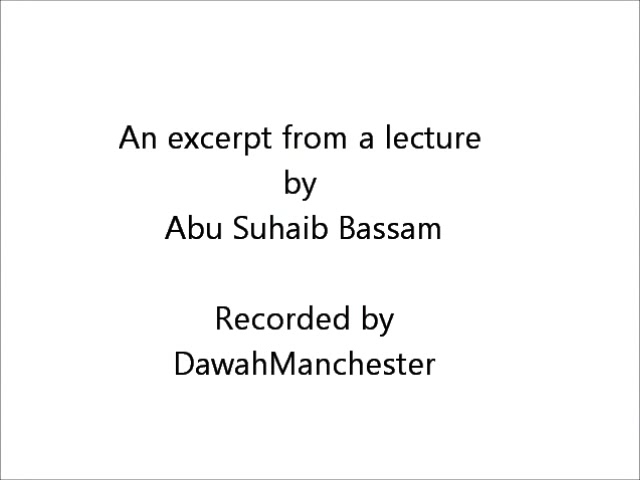 An excerpt from a lecture
by
Abu Suhaib Bassam
Recorded by
DawahManchester